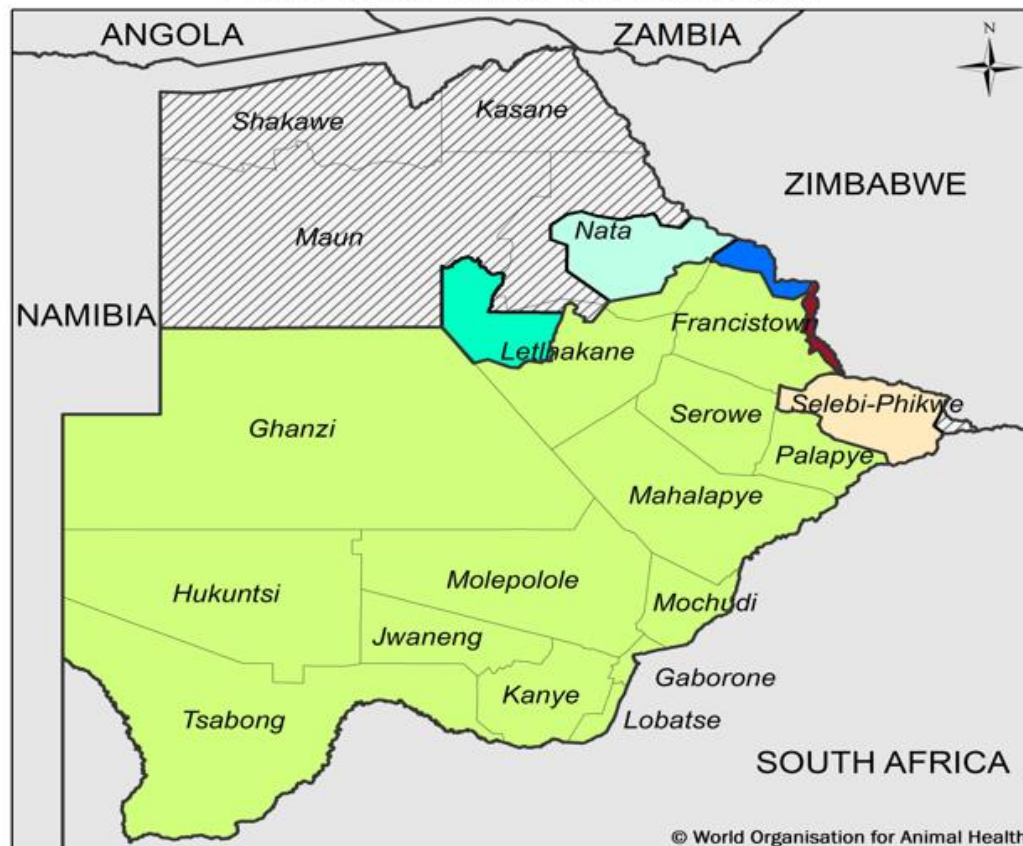 ANGOLA
ZAMBIA
N
Shakawe
Kasane
ZIMBABWE
Maun
Nata
NAMIBIA
Francistown
Letlhakane
Selebi-Phikwe
Ghanzi
Serowe
Palapye
Mahalapye
Hukuntsi
Molepolole
Mochudi
Jwaneng
Gaborone
Kanye
Tsabong
Lobatse
SOUTH AFRICA
© World Organisation for Animal Health